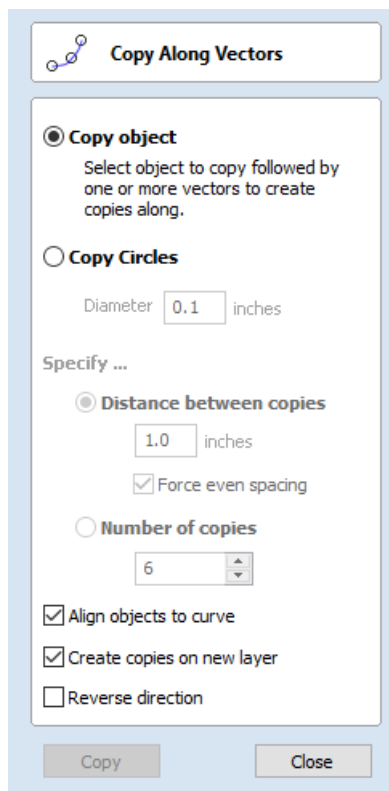 Copy Along Vectors
Copy object
Select object to copy followed by
one or more vectors to create
copies along.
Copy Circles
Diameter 0.1 inches
Specify ...
Distance between copies
1.0 inches
Force even spacing
Number of copies
6
Align objects to curve
Create copies on new layer
Reverse direction
Copy Close